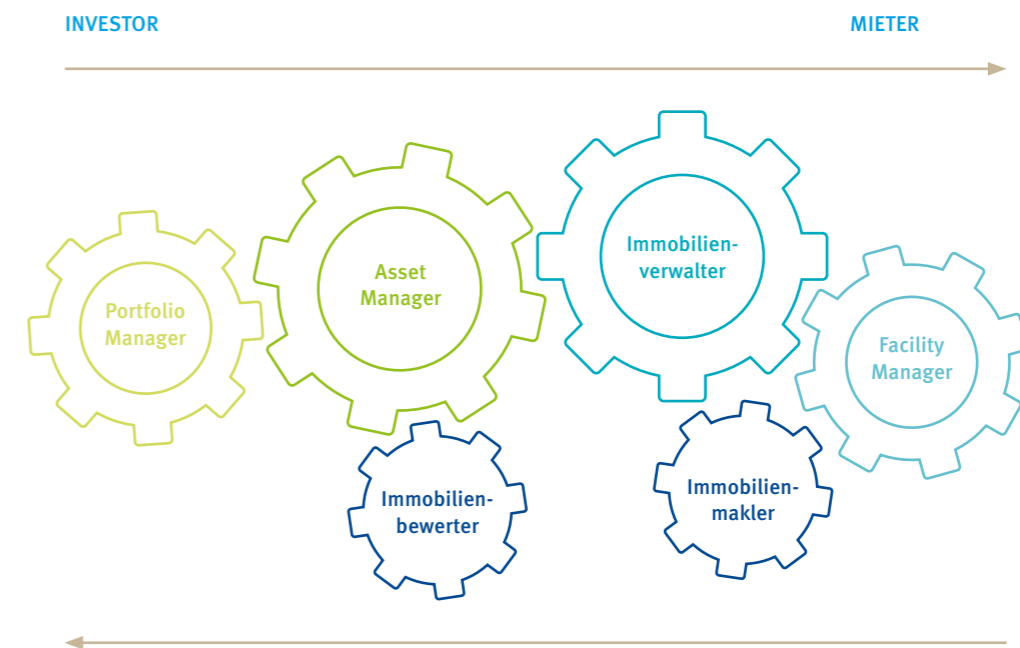 INVESTOR
MIETER
Portfolio
Manager
Asset
Manager
Immobilien-
verwalter
Facility
Manager
Immobilien-
bewerter
Immobilien-
makler